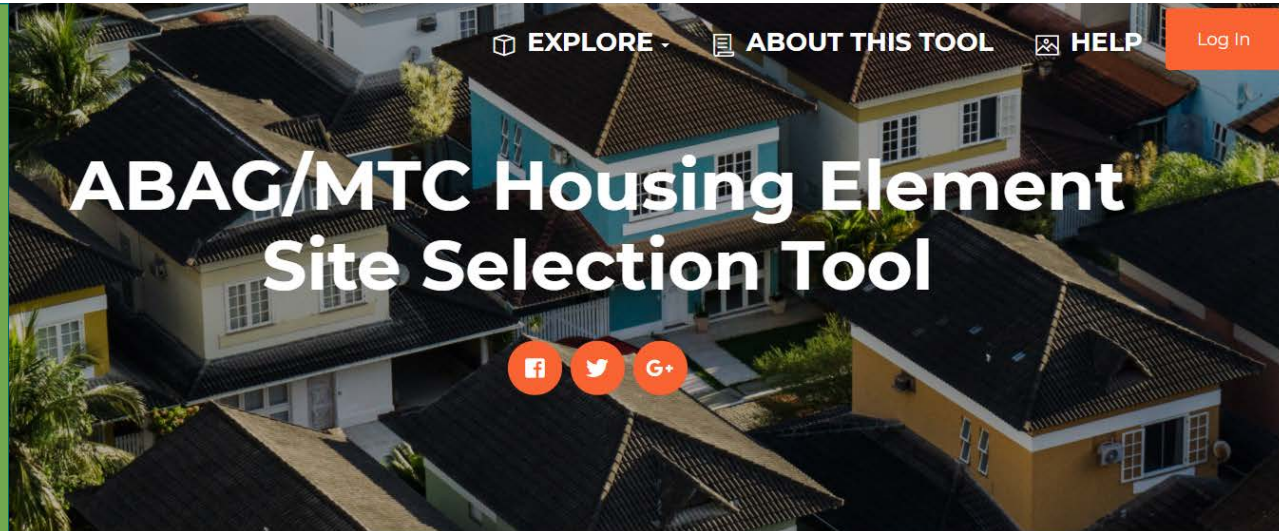 EXPLORE
ABOUT THIS TOOL
HELP
Log In
ABAG/MTC Housing Element
Site Selection Tool
G+